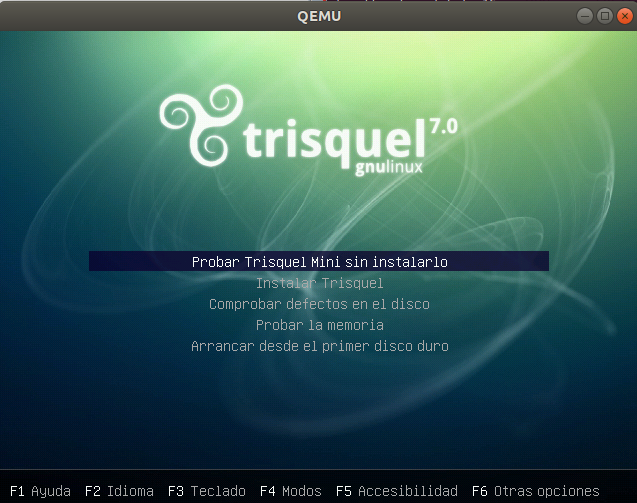 QEMU
trisquel 7.0
gnulinux
Probar Trisquel Mini sin instalarlo
Instalar Trisquel
Comprobar defectos en el disco
Probar la memoria
Arrancar desde el primer disco duro
F1 Ayuda F2 Idioma F3 Teclado F4 Modos F5 Accesibilidad F6 Otras opciones